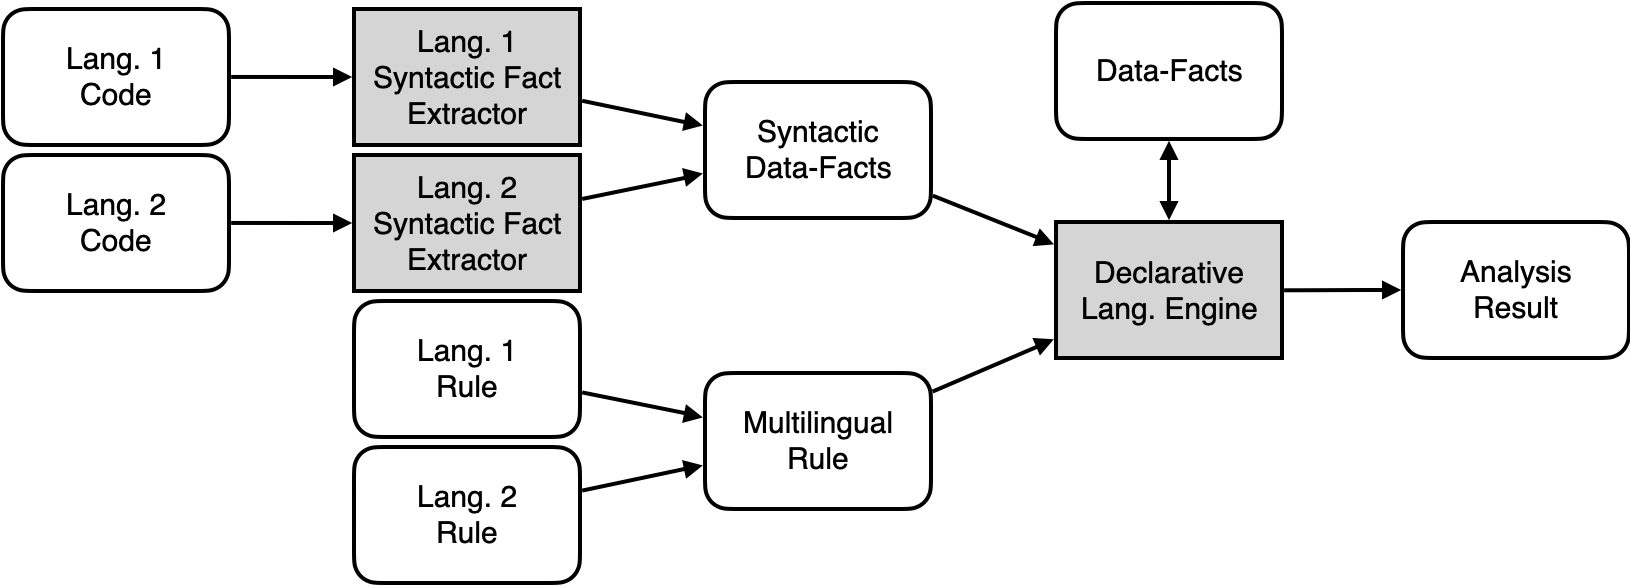 Lang. 1
Code
Lang. 1
Syntactic Fact
Extractor
Lang. 2
Code
Lang. 2
Syntactic Fact
Extractor
Syntactic
Data-Facts
Data-Facts
Lang. 1
Rule
Lang. 2
Rule
Multilingual
Rule
Declarative
Lang. Engine
Analysis
Result